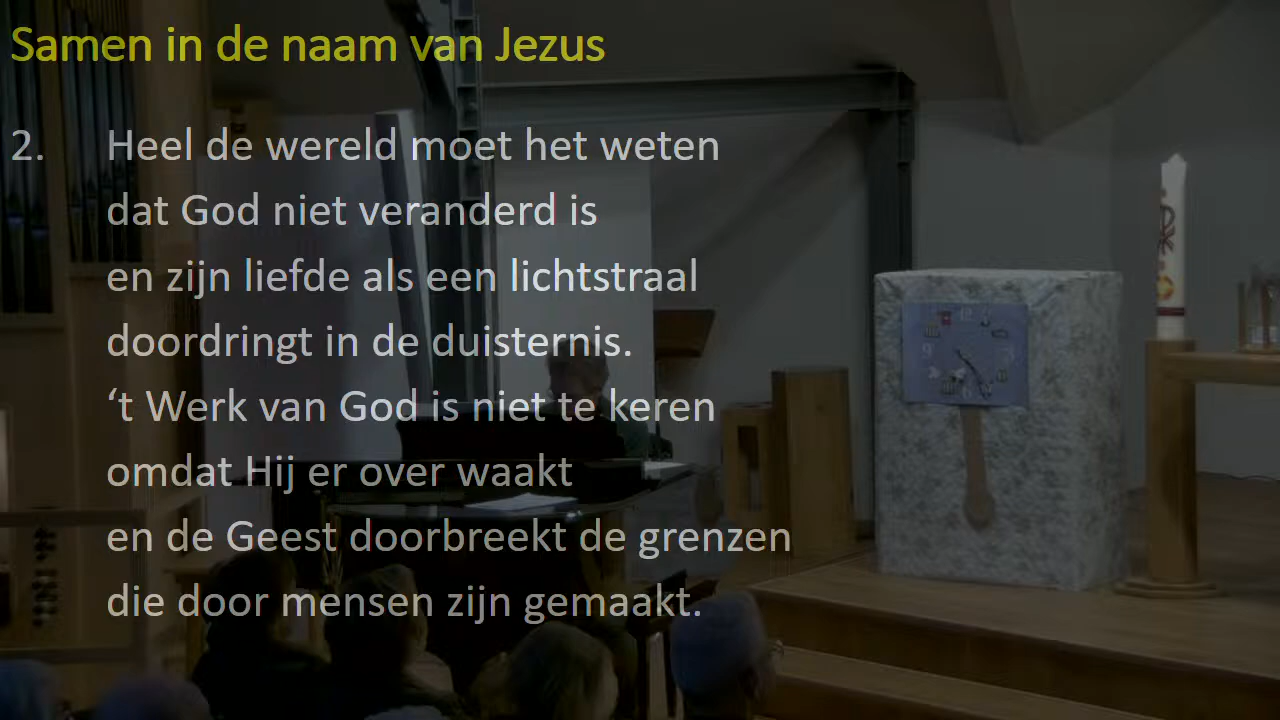 Samen in de naam van Jezus
2. Heel de wereld moet het weten
dat God niet veranderd is
en zijn liefde als een lichtstraal
doordringt in de duisternis.
‘t Werk van God is niet te keren
omdat Hij er over waakt
en de Geest doorbreekt de grenzen
die door mensen zijn gemaakt.